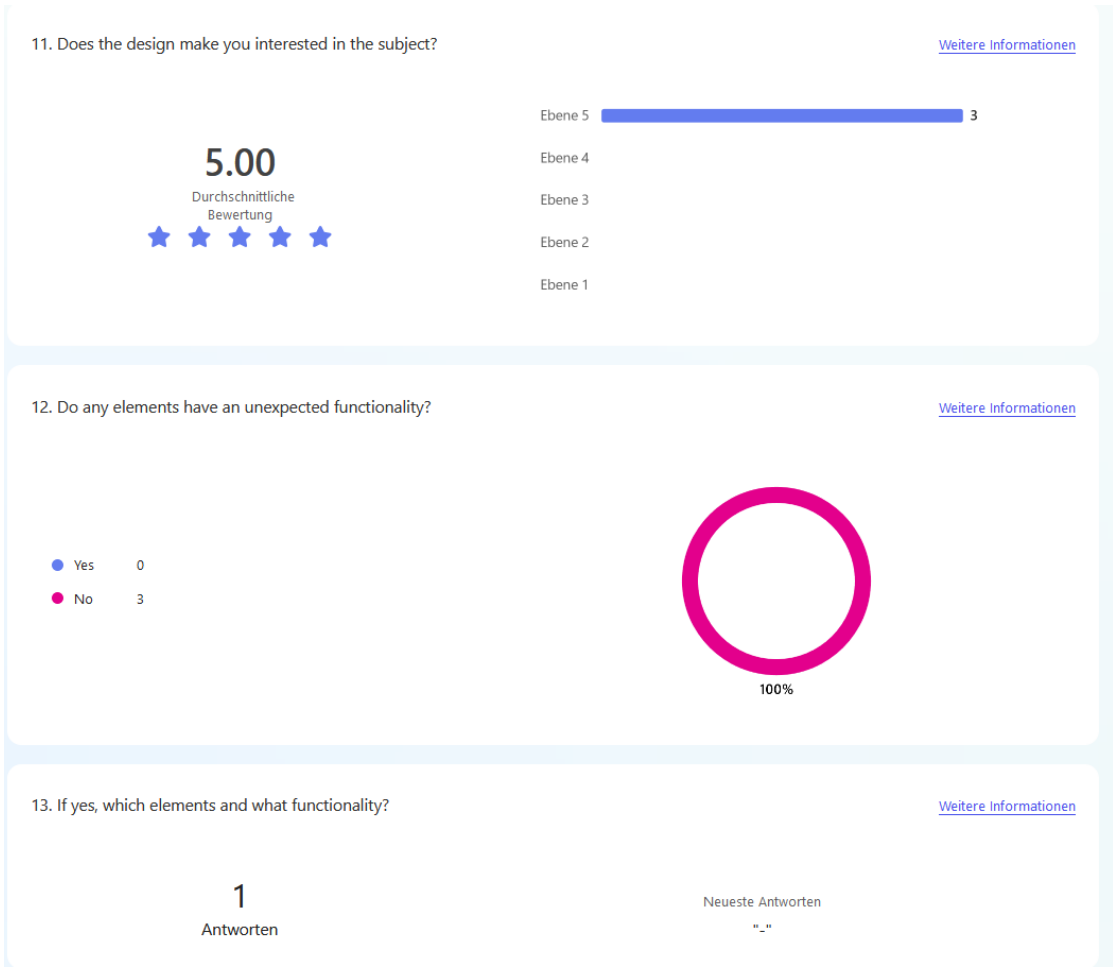 11. Does the design make you interested in the subject?
Weitere Informationen
5.00
Durchschnittliche
Bewertung
Ebene 5
3
Ebene 4
Ebene 3
Ebene 2
Ebene 1
12. Do any elements have an unexpected functionality?
Weitere Informationen
Yes 0
No 3
100%
13. If yes, which elements and what functionality?
Weitere Informationen
1
Antworten
Neueste Antworten
"-"